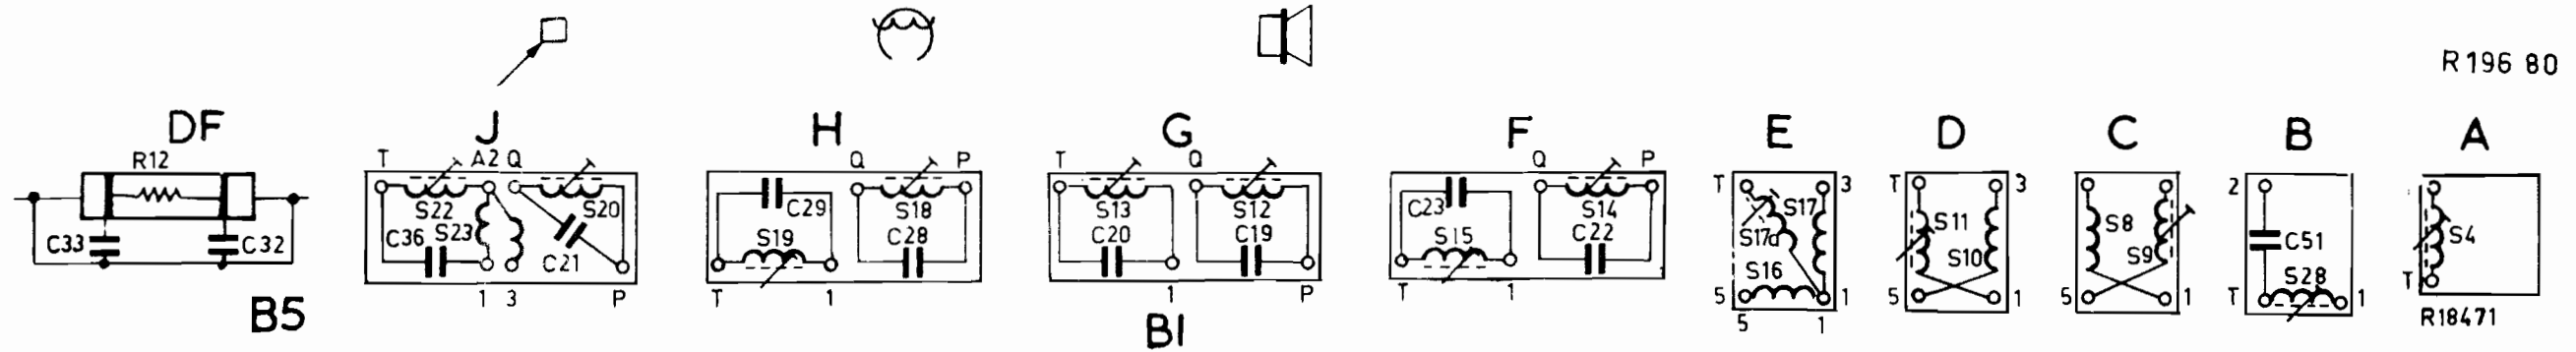 R196 80
DF J H G F E D C B A
R12 T A2 Q Q P T Q Q P
T 3 T 3 2
S22 S20 C29 S18 S13 S12 C23 S14 S17 S11 S8 C51 S4
C33 C32 C36 S23 C21 S19 C28 C20 C19 S15 C22 S17a S10 S9
S16 S28 T
1 3 P T 1 1 P T 1 5 1 5 1 5 1 T 1
5 1
B5 B1 R18471